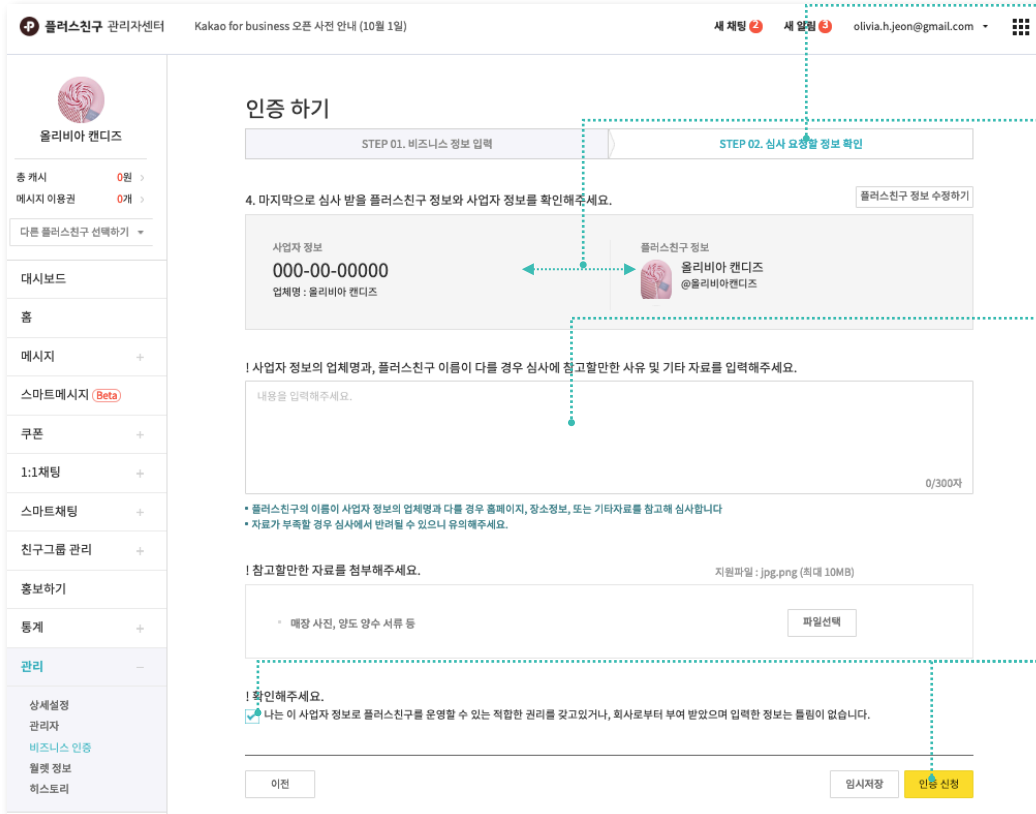 플러스친구 관리자센터
Kakao for business 오픈 사전 안내 (10월 1일)
새 채팅 2
새 알림 3
olivia.h.jeon@gmail.com
올리비아 캔디즈
총 캐시 0원
메시지 이용권 0개
다른 플러스친구 선택하기
대시보드
홈
메시지
스마트메시지 Beta
쿠폰
1:1채팅
스마트채팅
친구그룹 관리
홍보하기
통계
관리
상세설정
관리자
비즈니스 인증
월렛 정보
히스토리
인증 하기
STEP 01. 비즈니스 정보 입력
STEP 02. 심사 요청할 정보 확인
4. 마지막으로 심사 받을 플러스친구 정보와 사업자 정보를 확인해주세요.
플러스친구 정보 수정하기
사업자 정보
000-00-00000
업체명 : 올리비아 캔디즈
플러스친구 정보
올리비아 캔디즈
@올리비아캔디즈
! 사업자 정보의 업체명과, 플러스친구 이름이 다를 경우 심사에 참고할만한 사유 및 기타 자료를 입력해주세요.
내용을 입력해주세요.
0/300자
▪ 플러스친구의 이름이 사업자 정보의 업체명과 다를 경우 홈페이지, 장소정보, 또는 기타자료를 참고해 심사합니다
▪ 자료가 부족할 경우 심사에서 반려될 수 있으니 유의해주세요.
! 참고할만한 자료를 첨부해주세요.
지원파일 : jpg.png (최대 10MB)
매장 사진, 양도 양수 서류 등
파일선택
! 확인해주세요.
나는 이 사업자 정보로 플러스친구를 운영할 수 있는 적합한 권리를 갖고있거나, 회사로부터 부여 받았으며 입력한 정보는 틀림이 없습니다.
이전
임시저장
인증 신청